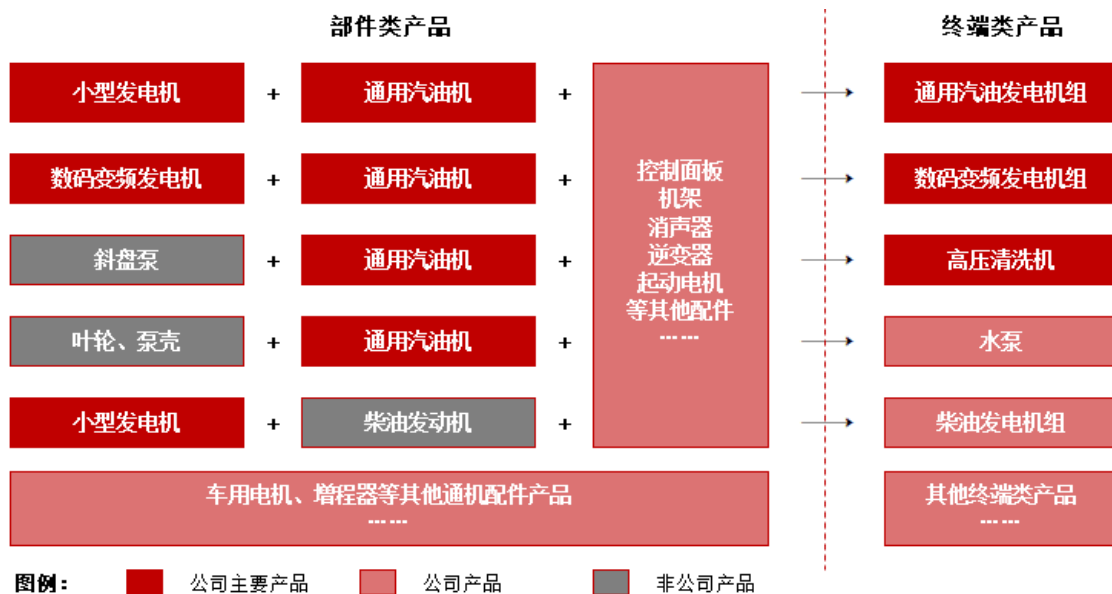 部件类产品
终端类产品
小型发电机
+
通用汽油机
+
通用汽油发电机组
数码变频发电机
+
通用汽油机
+
数码变频发电机组
斜盘泵
+
通用汽油机
+
高压清洗机
叶轮、泵壳
+
通用汽油机
+
水泵
小型发电机
+
柴油发动机
+
柴油发电机组
控制面板
机架
消声器
逆变器
起动电机
等其他配件
……
车用电机、增程器等其他通机配件产品
……
其他终端类产品
……
图例：
公司主要产品
公司产品
非公司产品